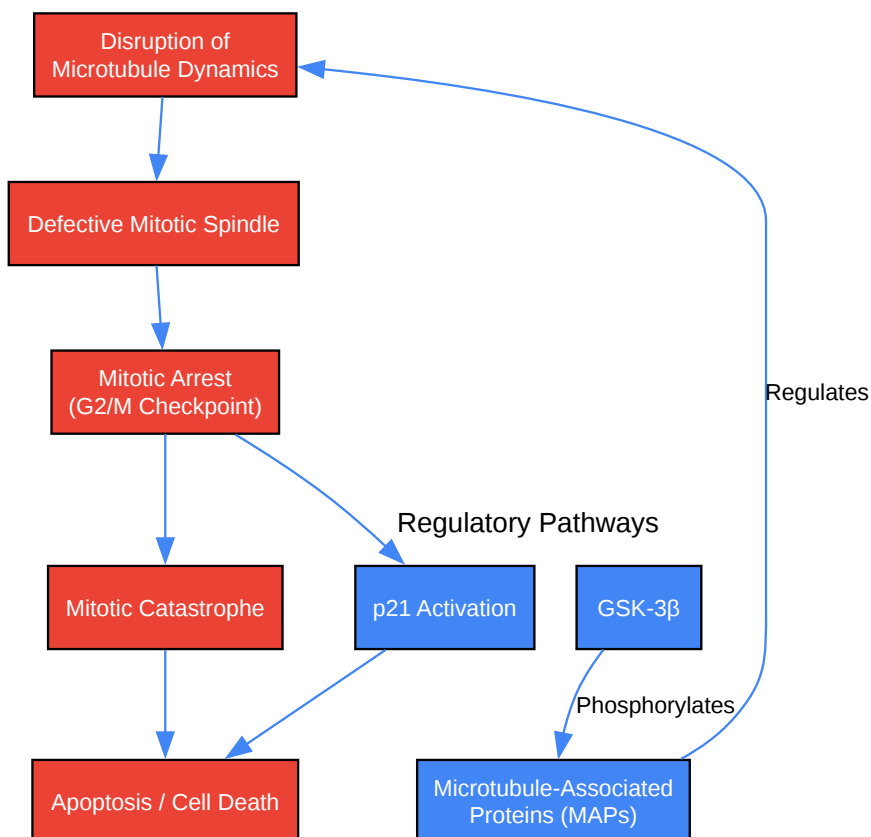 Disruption of
Microtubule Dynamics
Defective Mitotic Spindle
Mitotic Arrest
(G2/M Checkpoint)
Regulates
Regulatory Pathways
Mitotic Catastrophe
p21 Activation
GSK-3β
Phosphorylates
Apoptosis / Cell Death
Microtubule-Associated
Proteins (MAPs)